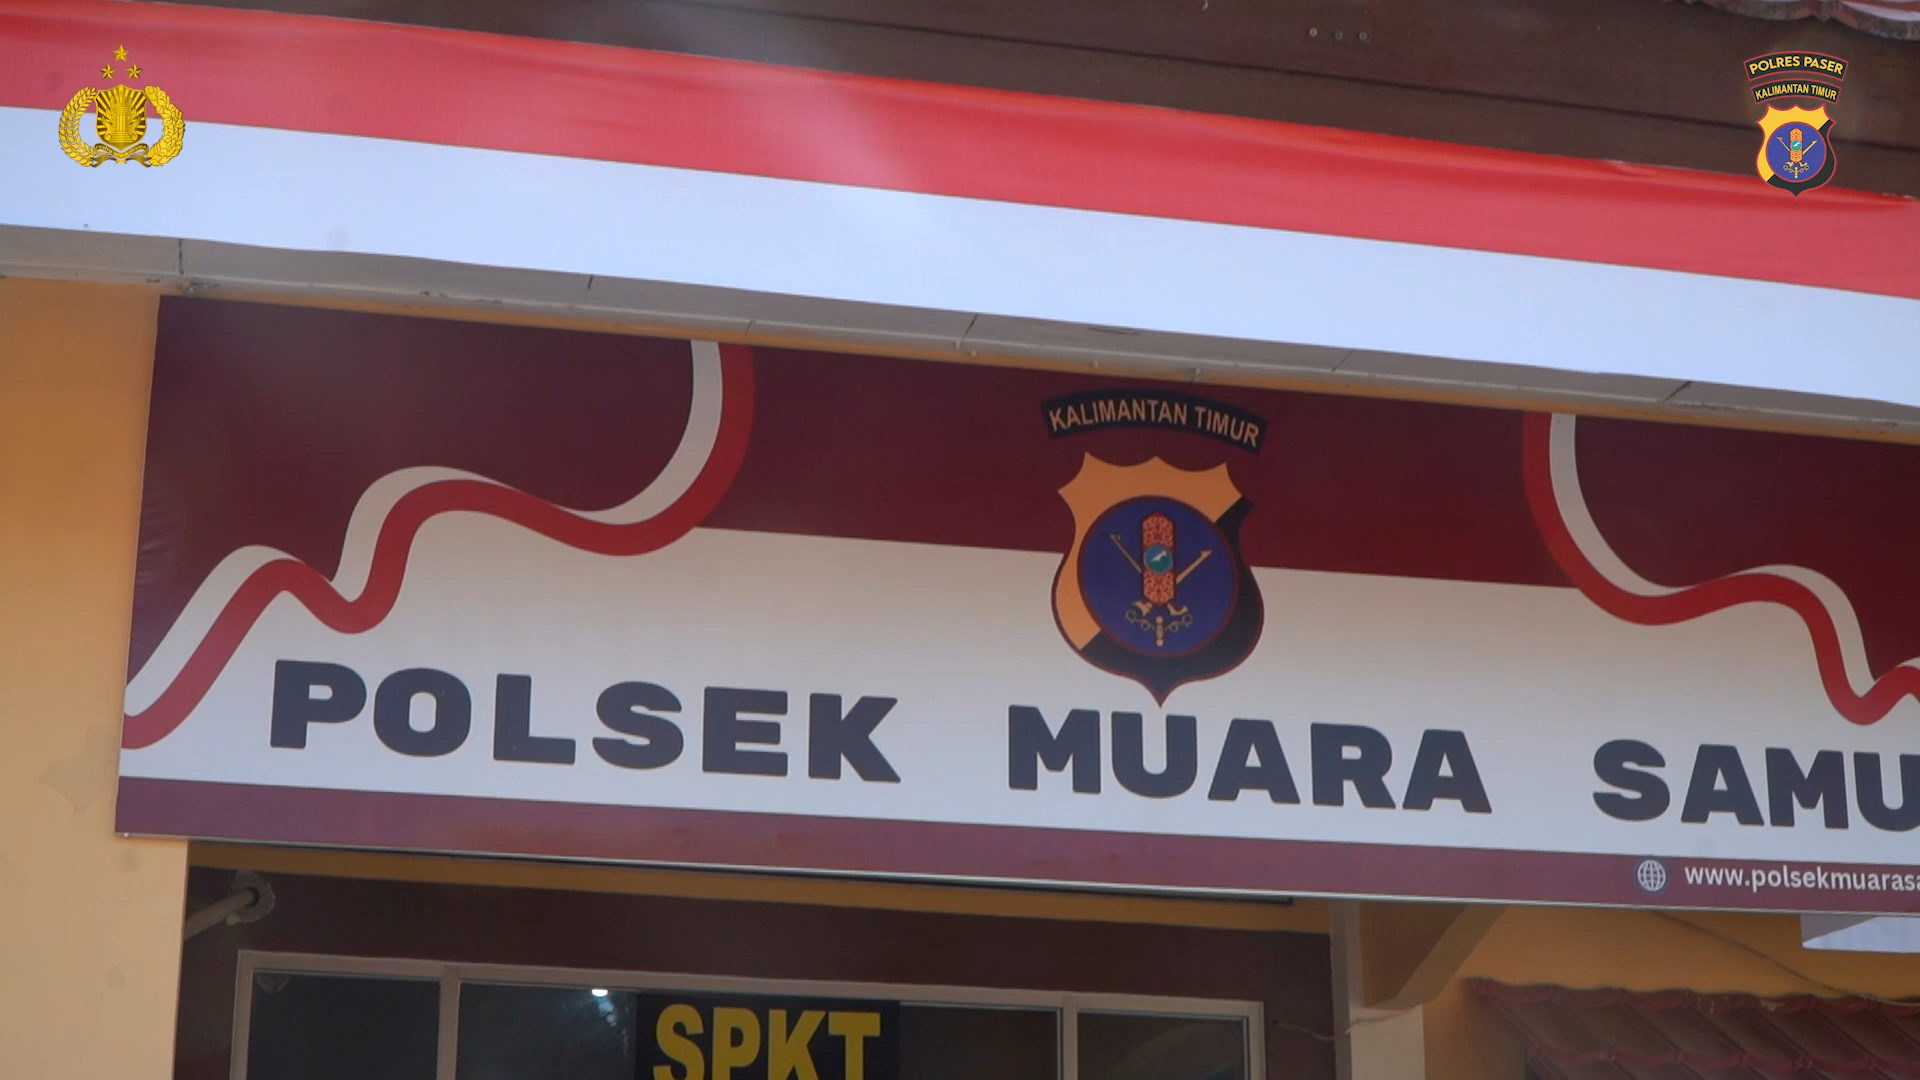 POLRES PASER
KALIMANTAN TIMUR
KALIMANTAN TIMUR
POLSEK MUARA SAMU
www.polsekmuarasa
SPKT